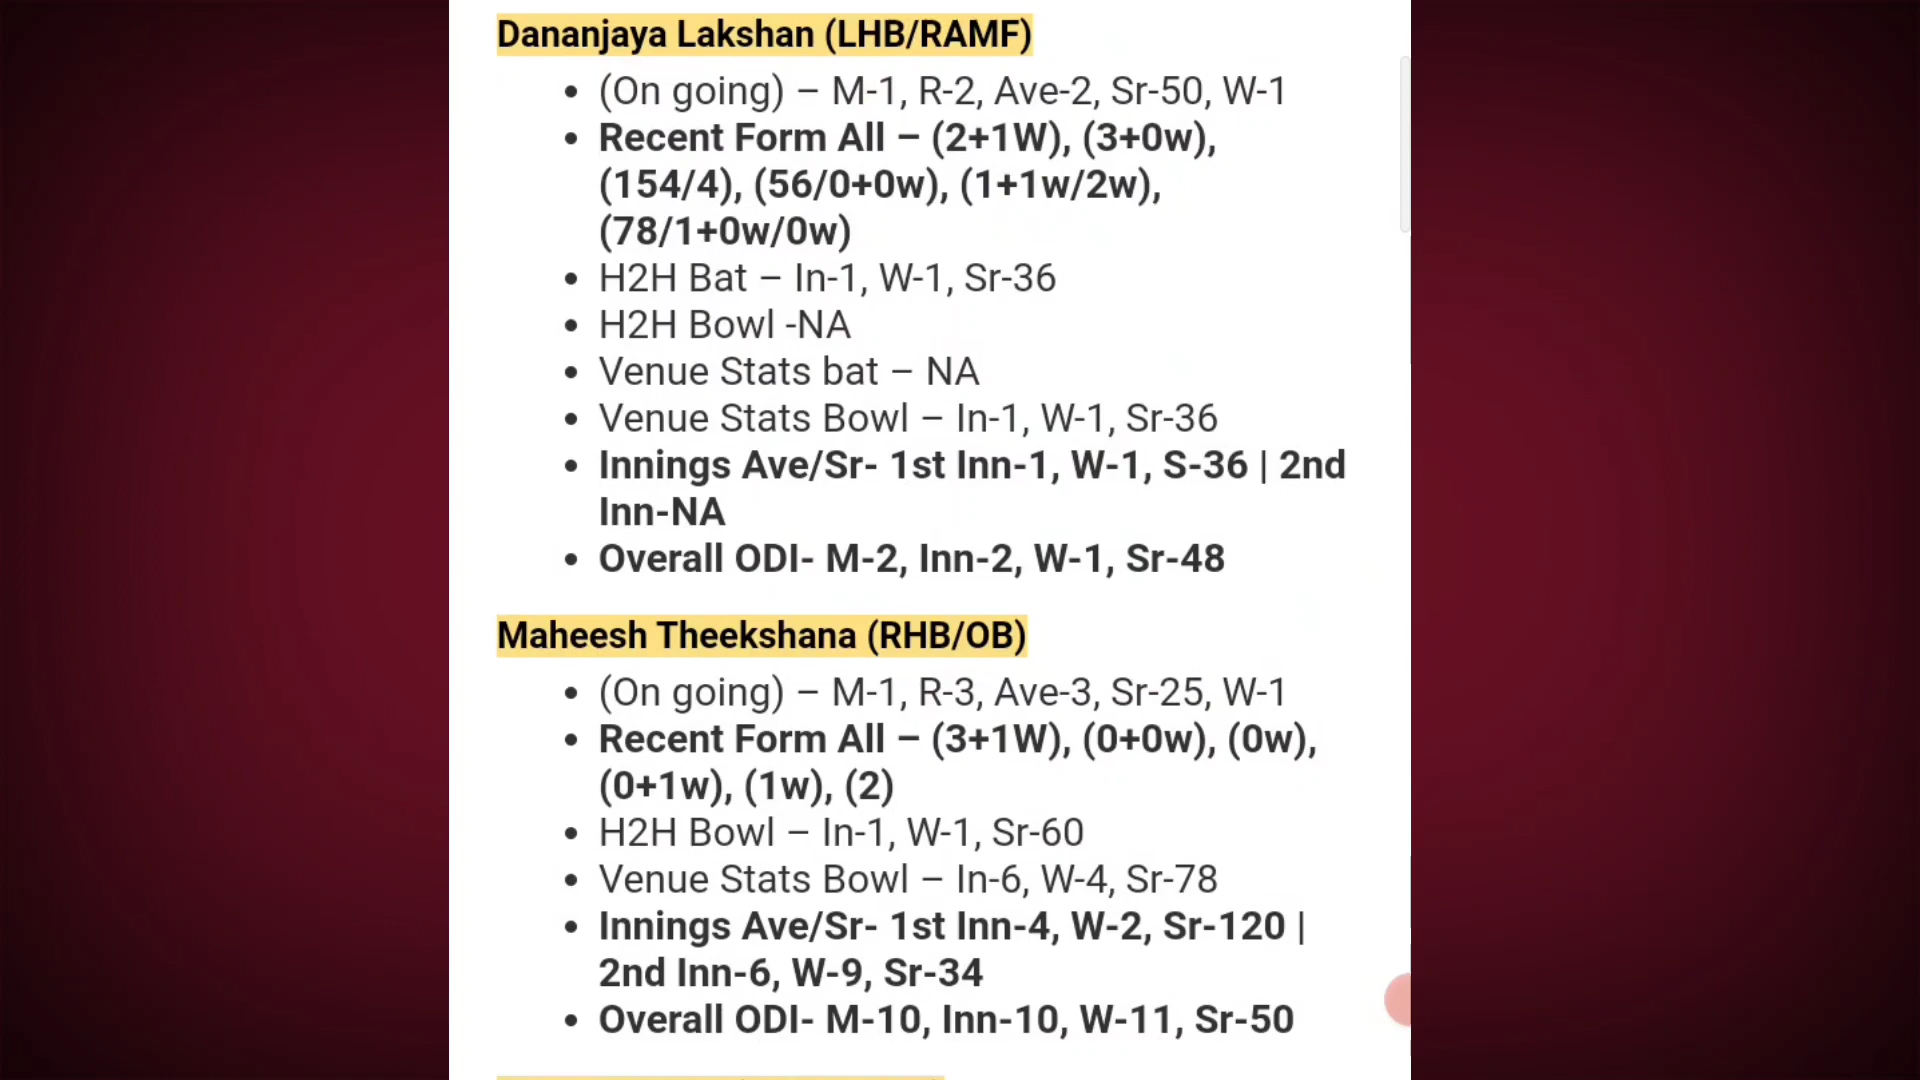 Dananjaya Lakshan (LHB/RAMF)
• (On going) – M-1, R-2, Ave-2, Sr-50, W-1
• Recent Form All – (2+1W), (3+0w),
(154/4), (56/0+0w), (1+1w/2w),
(78/1+0w/0w)
• H2H Bat – In-1, W-1, Sr-36
• H2H Bowl -NA
• Venue Stats bat – NA
• Venue Stats Bowl – In-1, W-1, Sr-36
• Innings Ave/Sr- 1st Inn-1, W-1, S-36 | 2nd
Inn-NA
• Overall ODI- M-2, Inn-2, W-1, Sr-48
Maheesh Theekshana (RHB/OB)
• (On going) – M-1, R-3, Ave-3, Sr-25, W-1
• Recent Form All – (3+1W), (0+0w), (0w),
(0+1w), (1w), (2)
• H2H Bowl – In-1, W-1, Sr-60
• Venue Stats Bowl – In-6, W-4, Sr-78
• Innings Ave/Sr- 1st Inn-4, W-2, Sr-120 |
2nd Inn-6, W-9, Sr-34
• Overall ODI- M-10, Inn-10, W-11, Sr-50